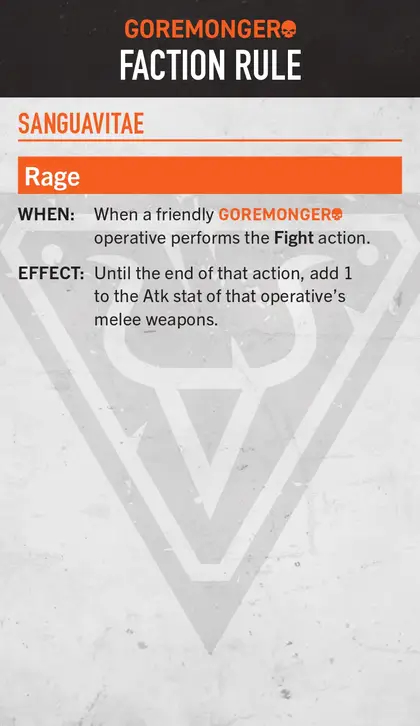 GOREMONGER
FACTION RULE
SANGUAVITAE
Rage
WHEN: When a friendly GOREMONGER
operative performs the Fight action.
EFFECT: Until the end of that action, add 1
to the Atk stat of that operative's
melee weapons.